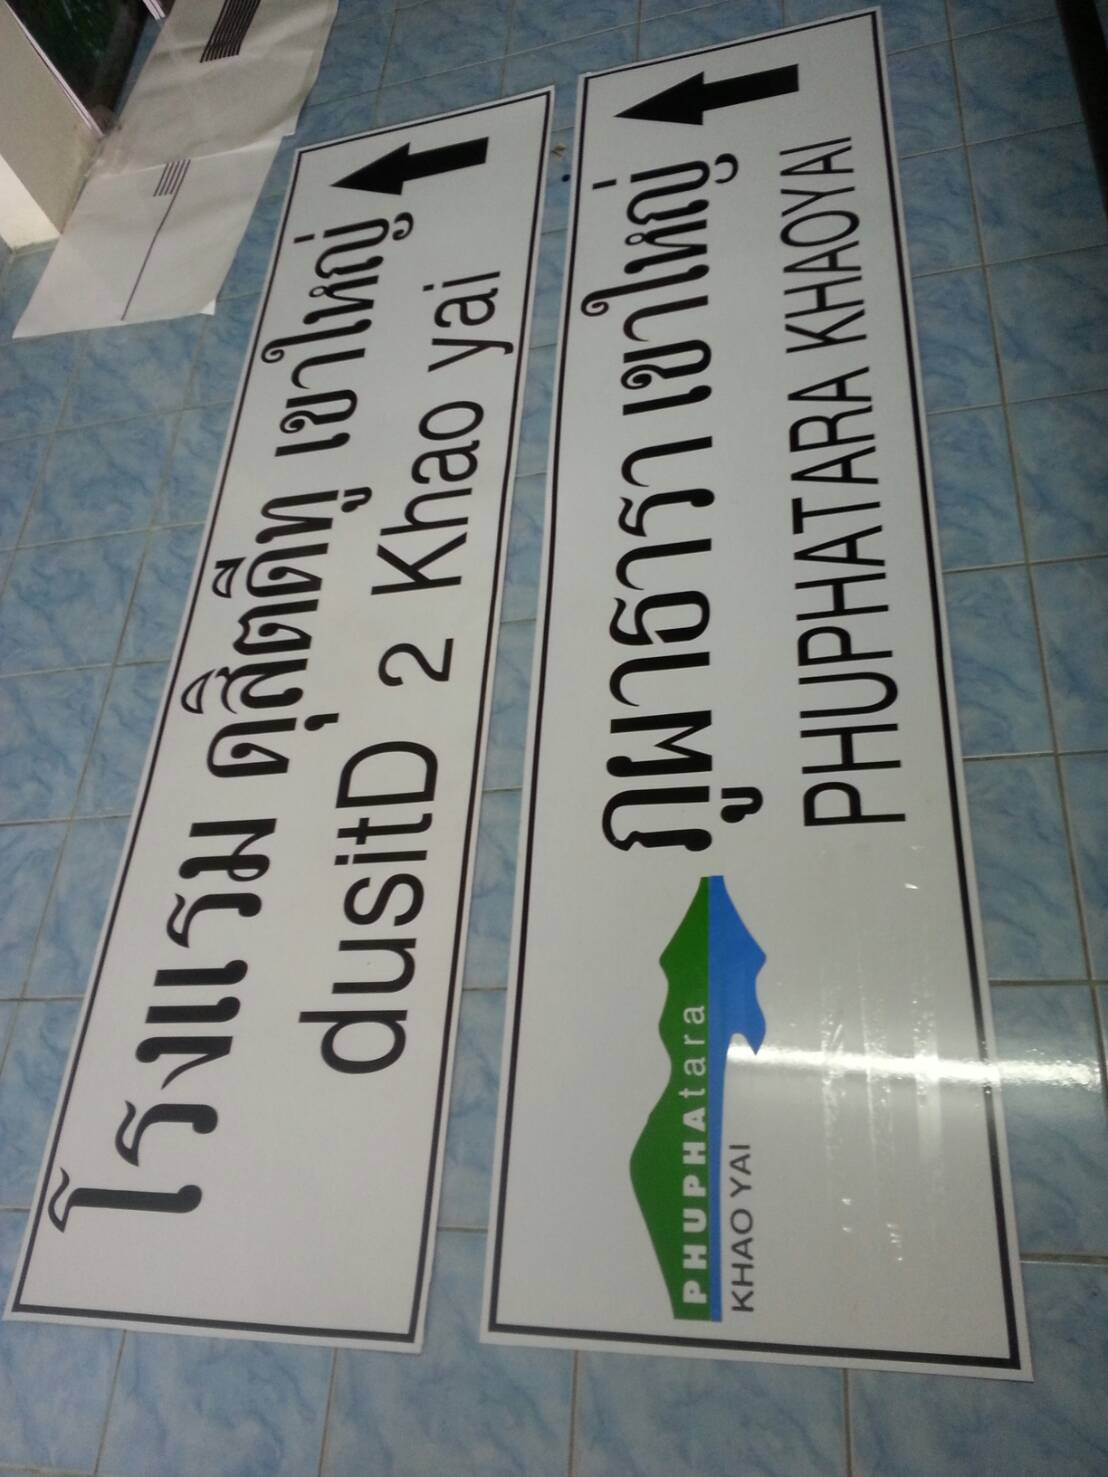 โรงแรม ดุสิตดีทู เขาใหญ่
dusitD 2 Khao yai
ภูผาธารา เขาใหญ่
PHUPHATARA KHAOYAI
PHUPHAtara
KHAO YAI